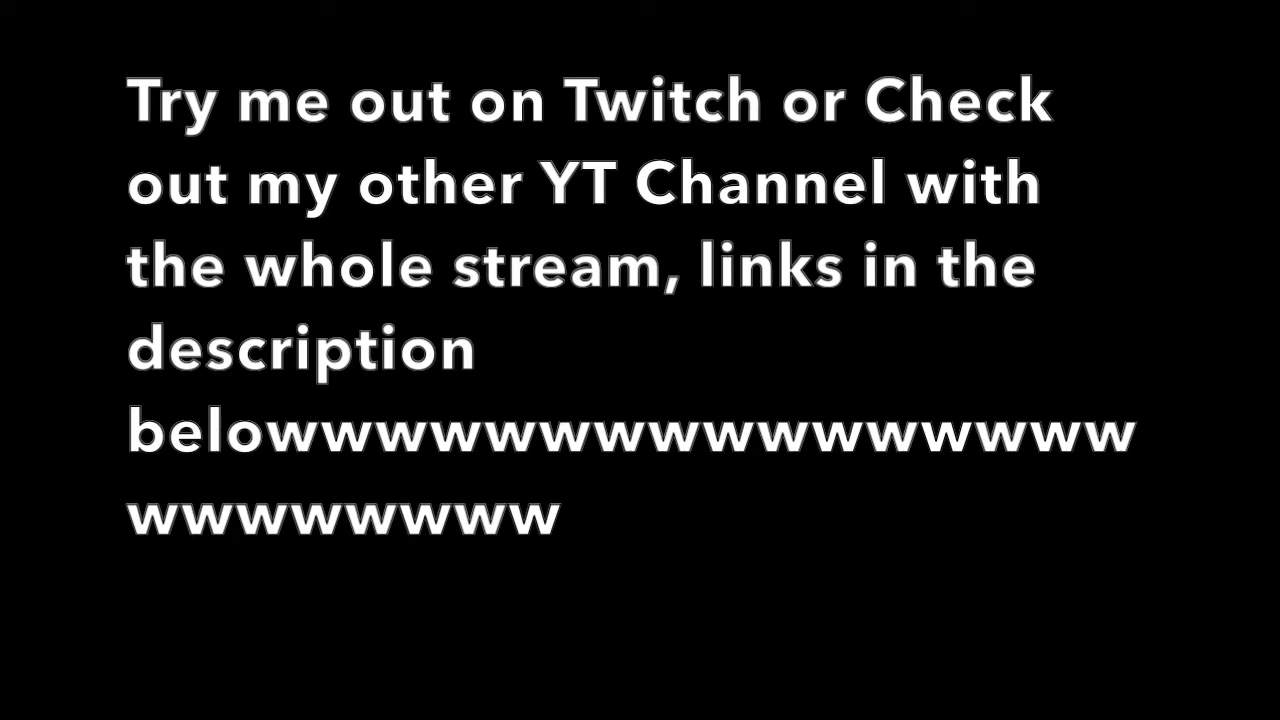 Try me out on Twitch or Check
out my other YT Channel with
the whole stream, links in the
description
belowwwwwwwwwwwwwwww
wwwwwwww